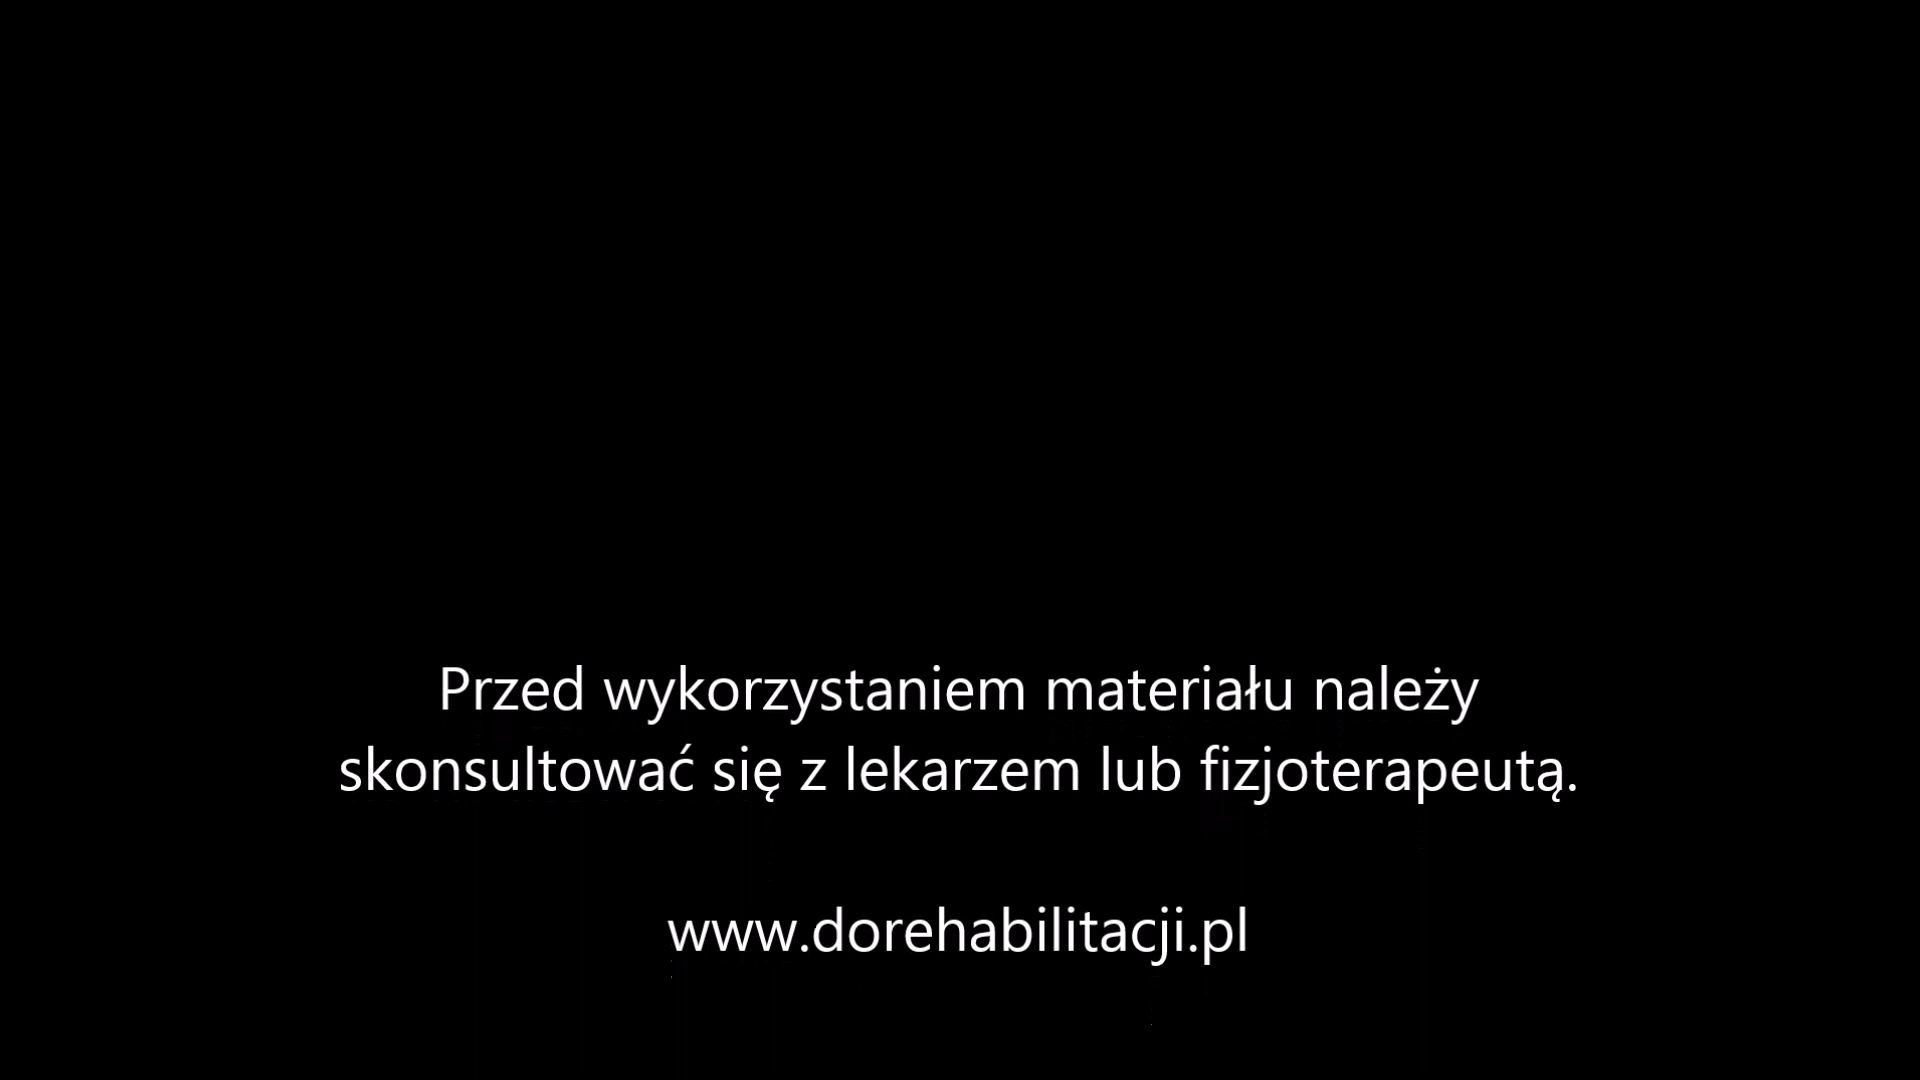 Przed wykorzystaniem materiału należy
skonsultować się z lekarzem lub fizjoterapeutą.
www.dorehabilitacji.pl